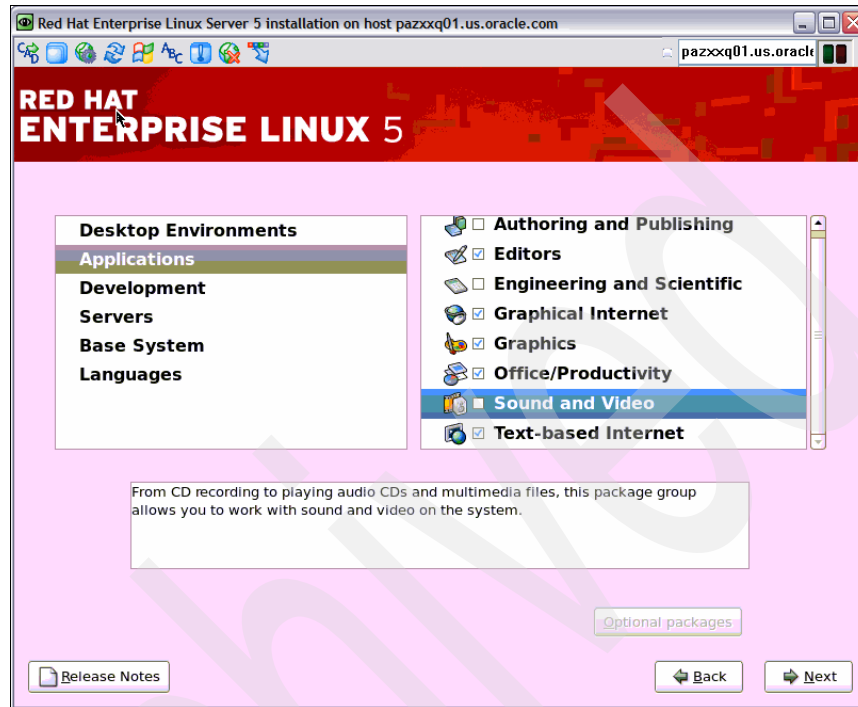 Red Hat Enterprise Linux Server 5 installation on host pazxxq01.us.oracle.com
pazxxq01.us.oracle
RED HAT
ENTERPRISE LINUX 5
Desktop Environments
Applications
Development
Servers
Base System
Languages
Authoring and Publishing
Editors
Engineering and Scientific
Graphical Internet
Graphics
Office/Productivity
Sound and Video
Text-based Internet
From CD recording to playing audio CDs and multimedia files, this package group
allows you to work with sound and video on the system.
Optional packages
Release Notes
Back
Next